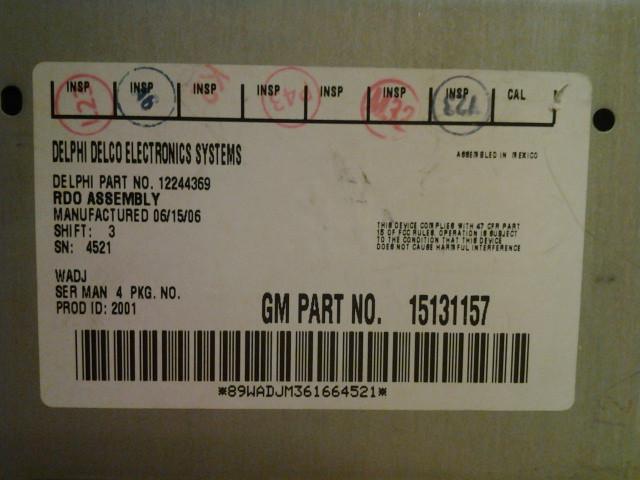 INSP INSP INSP INSP INSP INSP INSP CAL
DELPHI DELCO ELECTRONICS SYSTEMS
ASSEMBLED IN MEXICO
DELPHI PART NO. 12244369
RDO ASSEMBLY
MANUFACTURED 06/15/06
SHIFT: 3
SN: 4521
THIS DEVICE COMPLIES WITH 47 CFR PART
15 OF FCC RULES. OPERATION IS SUBJECT
TO THE CONDITION THAT THIS DEVICE
DOES NOT CAUSE HARMFUL INTERFERENCE
WADJ
SER MAN 4 PKG. NO.
PROD ID: 2001
GM PART NO. 15131157
*89WADJM361664521*